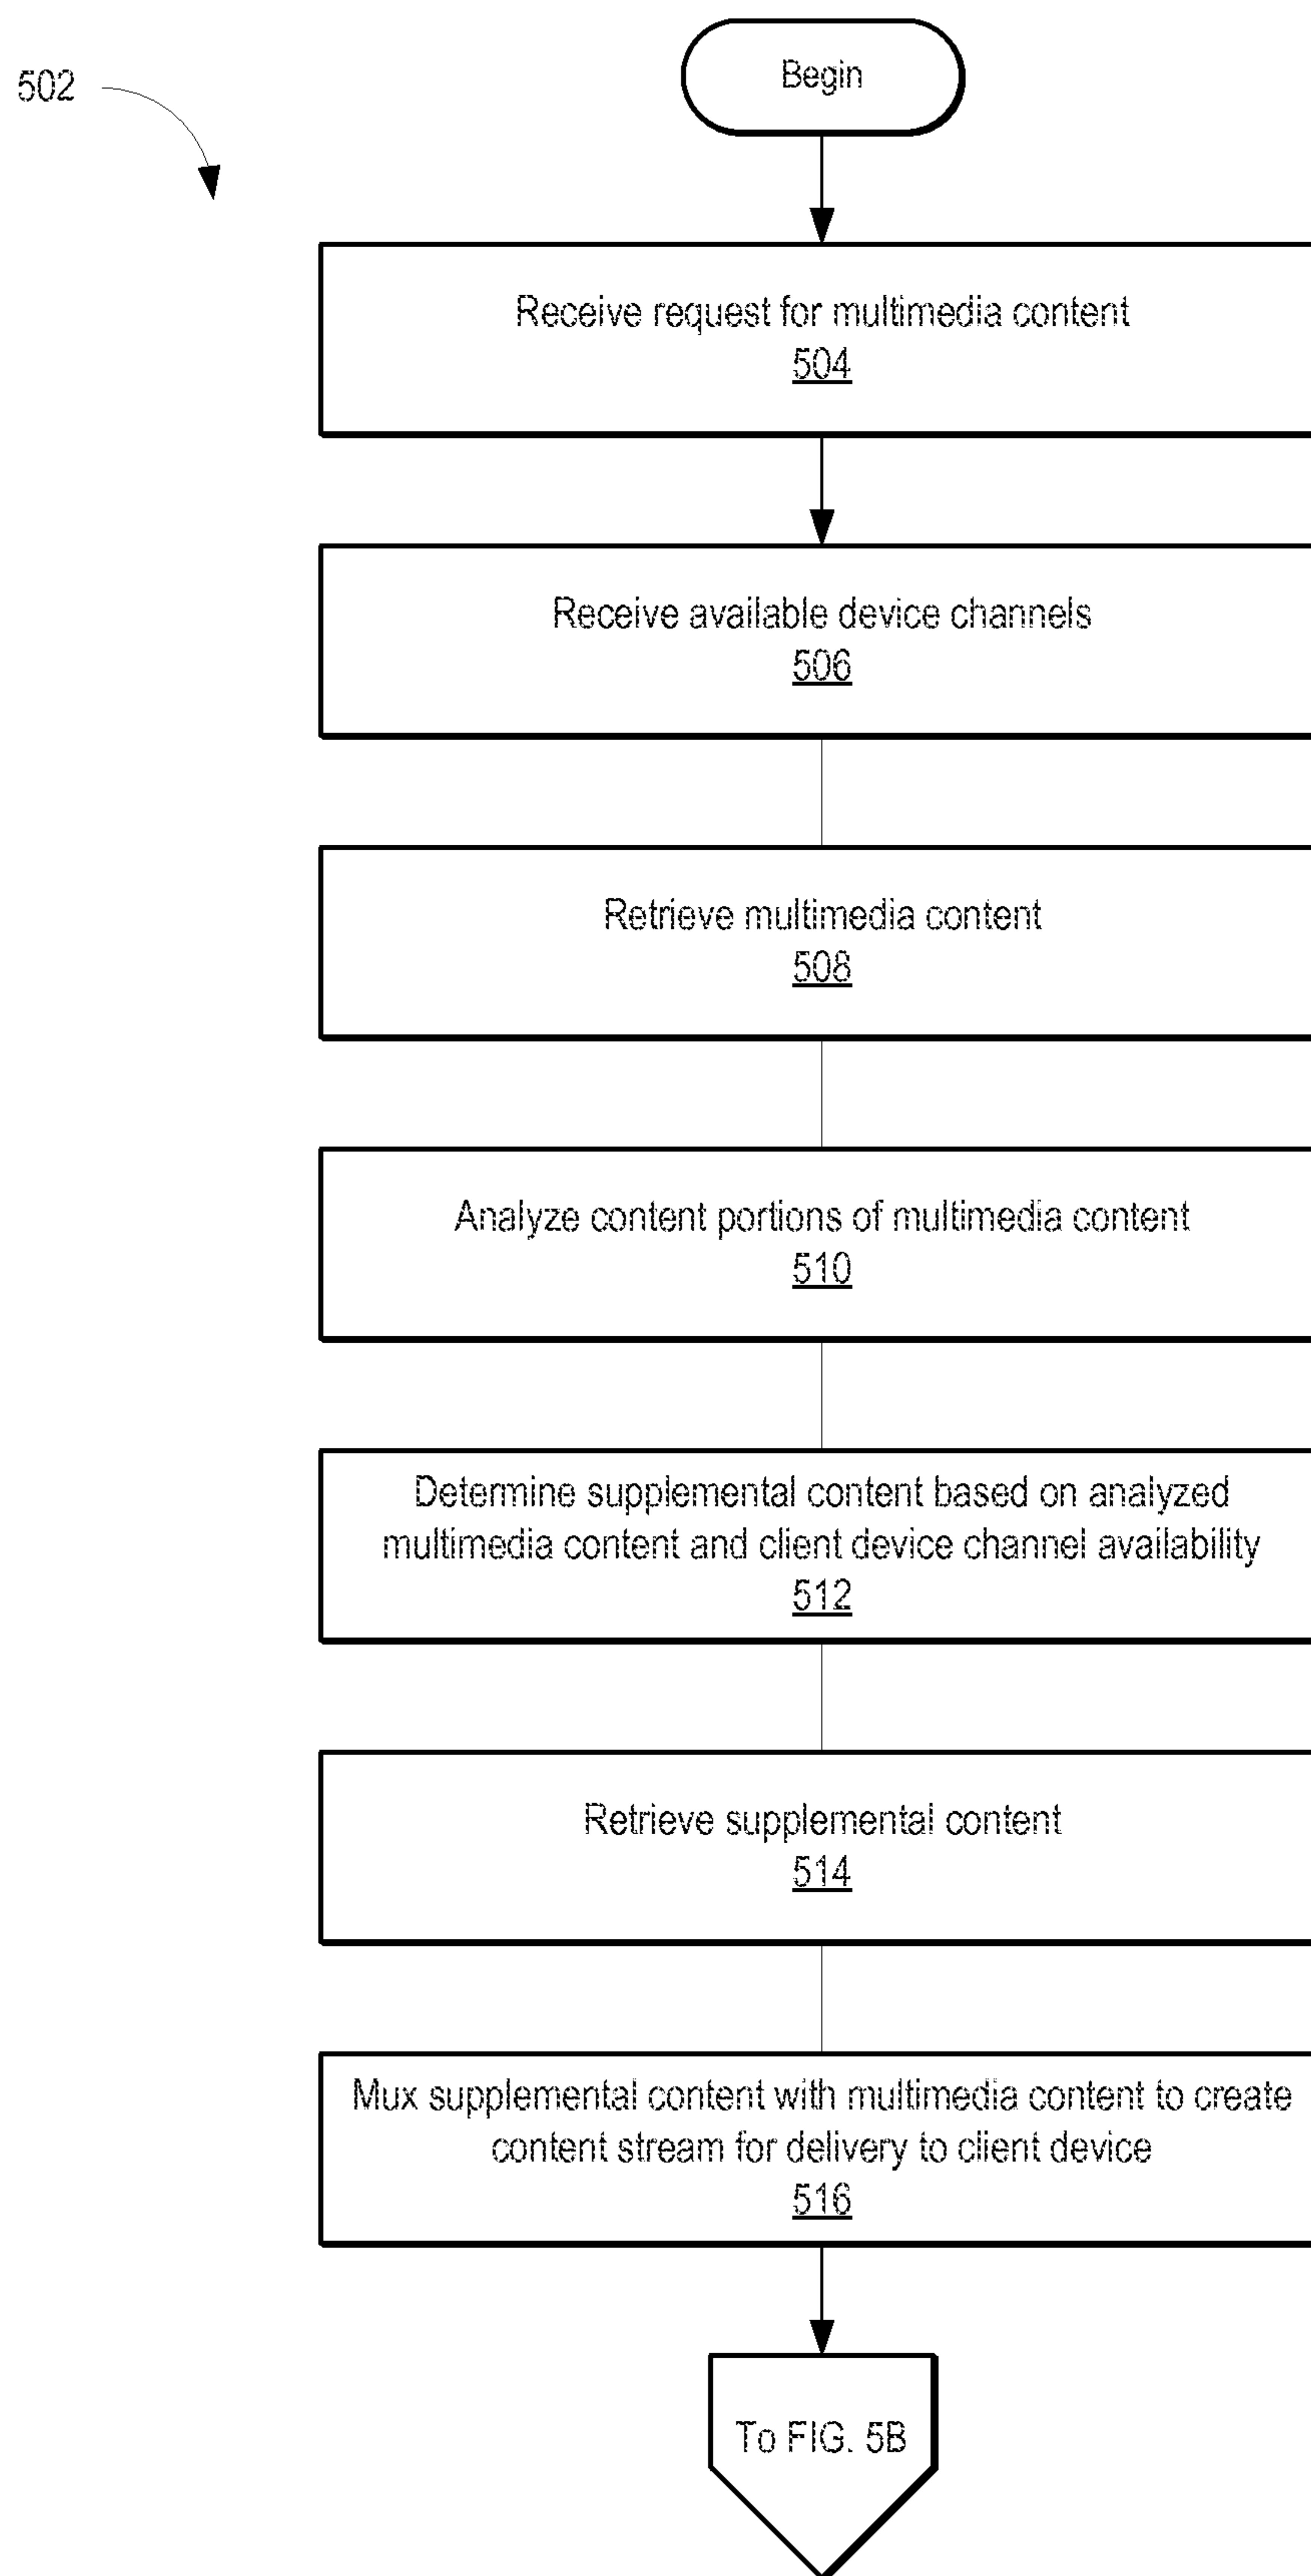 502
Begin
Receive request for multimedia content
504
Receive available device channels
506
Retrieve multimedia content
508
Analyze content portions of multimedia content
510
Determine supplemental content based on analyzed
multimedia content and client device channel availability
512
Retrieve supplemental content
514
Mux supplemental content with multimedia content to create
content stream for delivery to client device
516
To FIG. 5B